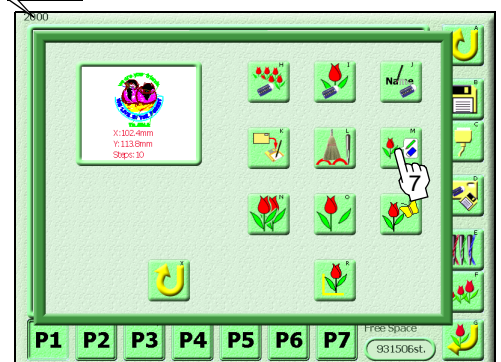 2000
A
H
I
J
Name
B
X:102.4mm
Y:113.8mm
Steps:10
K
L
M
7
D
N
O
E
X
R
F
P1 P2 P3 P4 P5 P6 P7
Free Space
931506st.